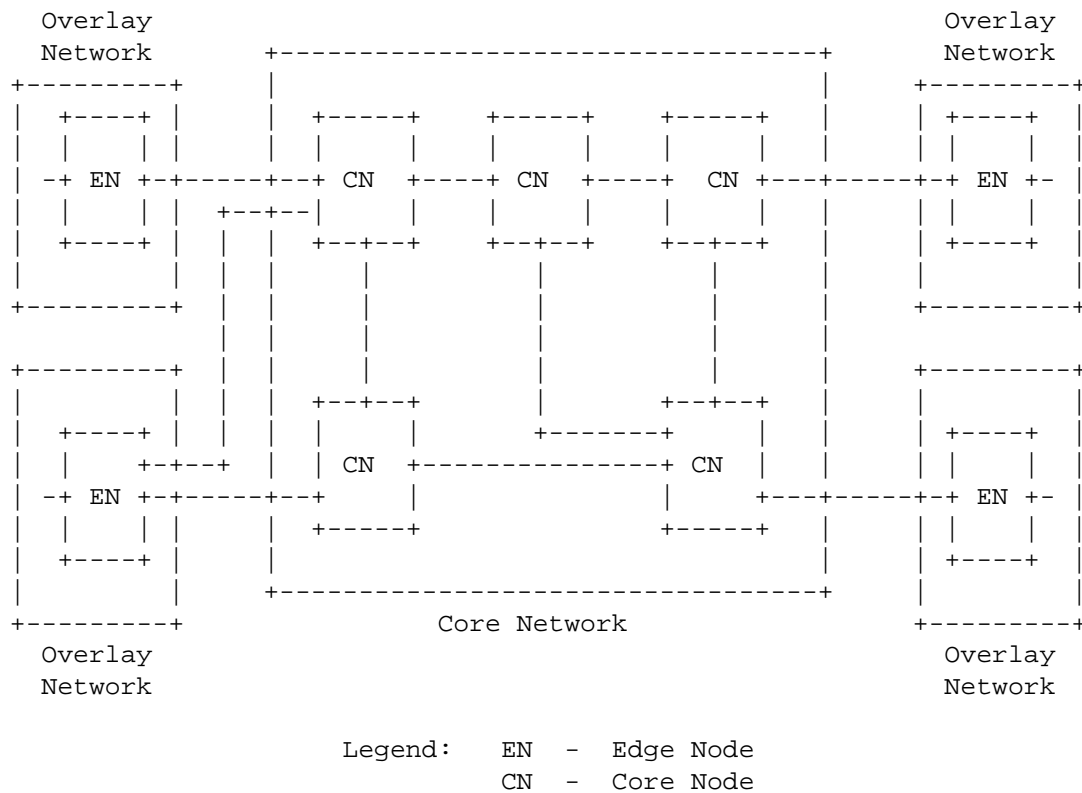 Overlay Overlay
Network Network
EN CN CN CN EN
EN CN CN EN
Core Network
Overlay Overlay
Network Network
Legend: EN - Edge Node
CN - Core Node